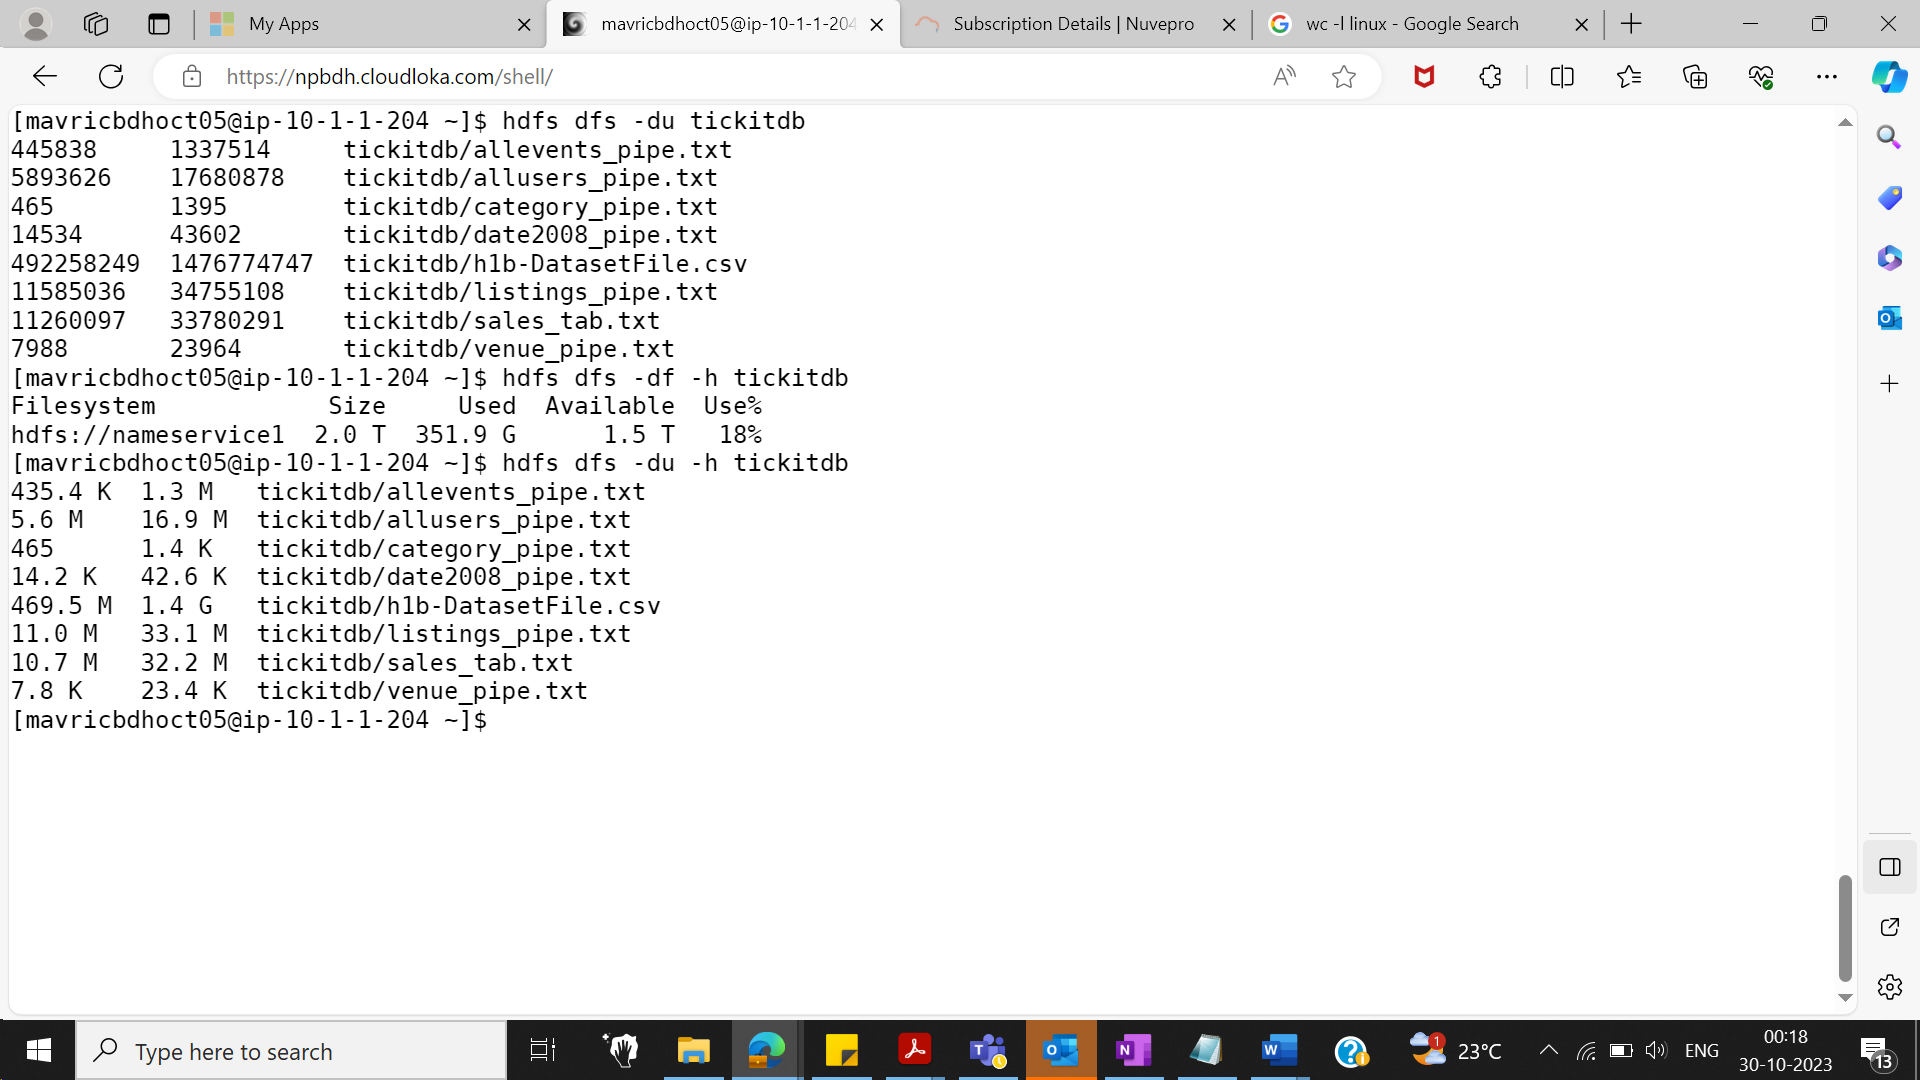 My Apps
mavricbdhoct05@ip-10-1-1-204
Subscription Details | Nuvepro
wc -l linux - Google Search
https://npbdh.cloudloka.com/shell/
[mavricbdhoct05@ip-10-1-1-204 ~]$ hdfs dfs -du tickitdb
445838 1337514 tickitdb/allevents_pipe.txt
5893626 17680878 tickitdb/allusers_pipe.txt
465 1395 tickitdb/category_pipe.txt
14534 43602 tickitdb/date2008_pipe.txt
492258249 1476774747 tickitdb/h1b-DatasetFile.csv
11585036 34755108 tickitdb/listings_pipe.txt
11260097 33780291 tickitdb/sales_tab.txt
7988 23964 tickitdb/venue_pipe.txt
[mavricbdhoct05@ip-10-1-1-204 ~]$ hdfs dfs -df -h tickitdb
Filesystem Size Used Available Use%
hdfs://nameservice1 2.0 T 351.9 G 1.5 T 18%
[mavricbdhoct05@ip-10-1-1-204 ~]$ hdfs dfs -du -h tickitdb
435.4 K 1.3 M tickitdb/allevents_pipe.txt
5.6 M 16.9 M tickitdb/allusers_pipe.txt
465 1.4 K tickitdb/category_pipe.txt
14.2 K 42.6 K tickitdb/date2008_pipe.txt
469.5 M 1.4 G tickitdb/h1b-DatasetFile.csv
11.0 M 33.1 M tickitdb/listings_pipe.txt
10.7 M 32.2 M tickitdb/sales_tab.txt
7.8 K 23.4 K tickitdb/venue_pipe.txt
[mavricbdhoct05@ip-10-1-1-204 ~]$
Type here to search
1
23°C
ENG
00:18
30-10-2023
13